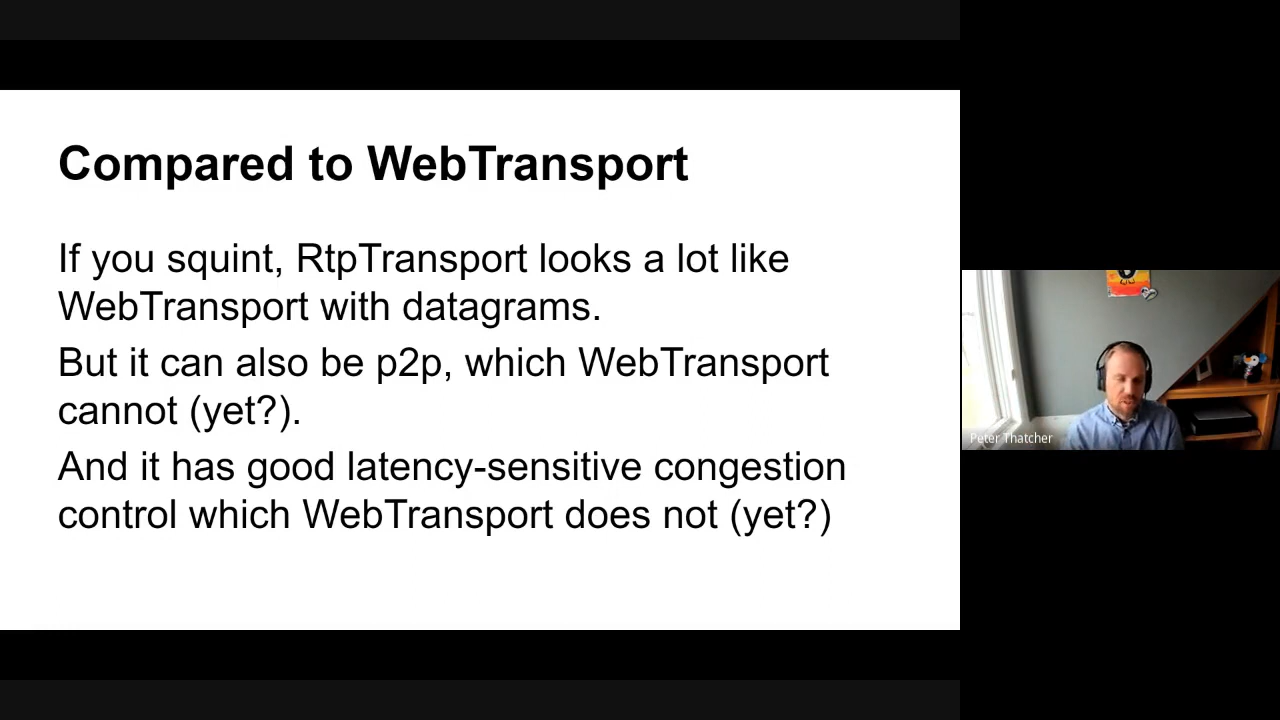 Compared to WebTransport
If you squint, RtpTransport looks a lot like
WebTransport with datagrams.
But it can also be p2p, which WebTransport
cannot (yet?).
And it has good latency-sensitive congestion
control which WebTransport does not (yet?)
Peter Thatcher